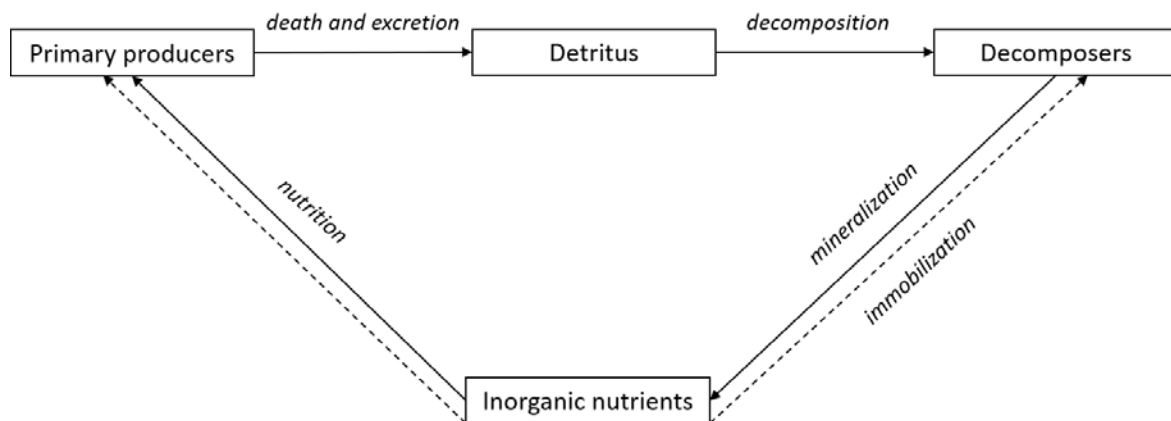 death and excretion
decomposition
Primary producers
Detritus
Decomposers
nutrition
mineralization
immobilization
Inorganic nutrients